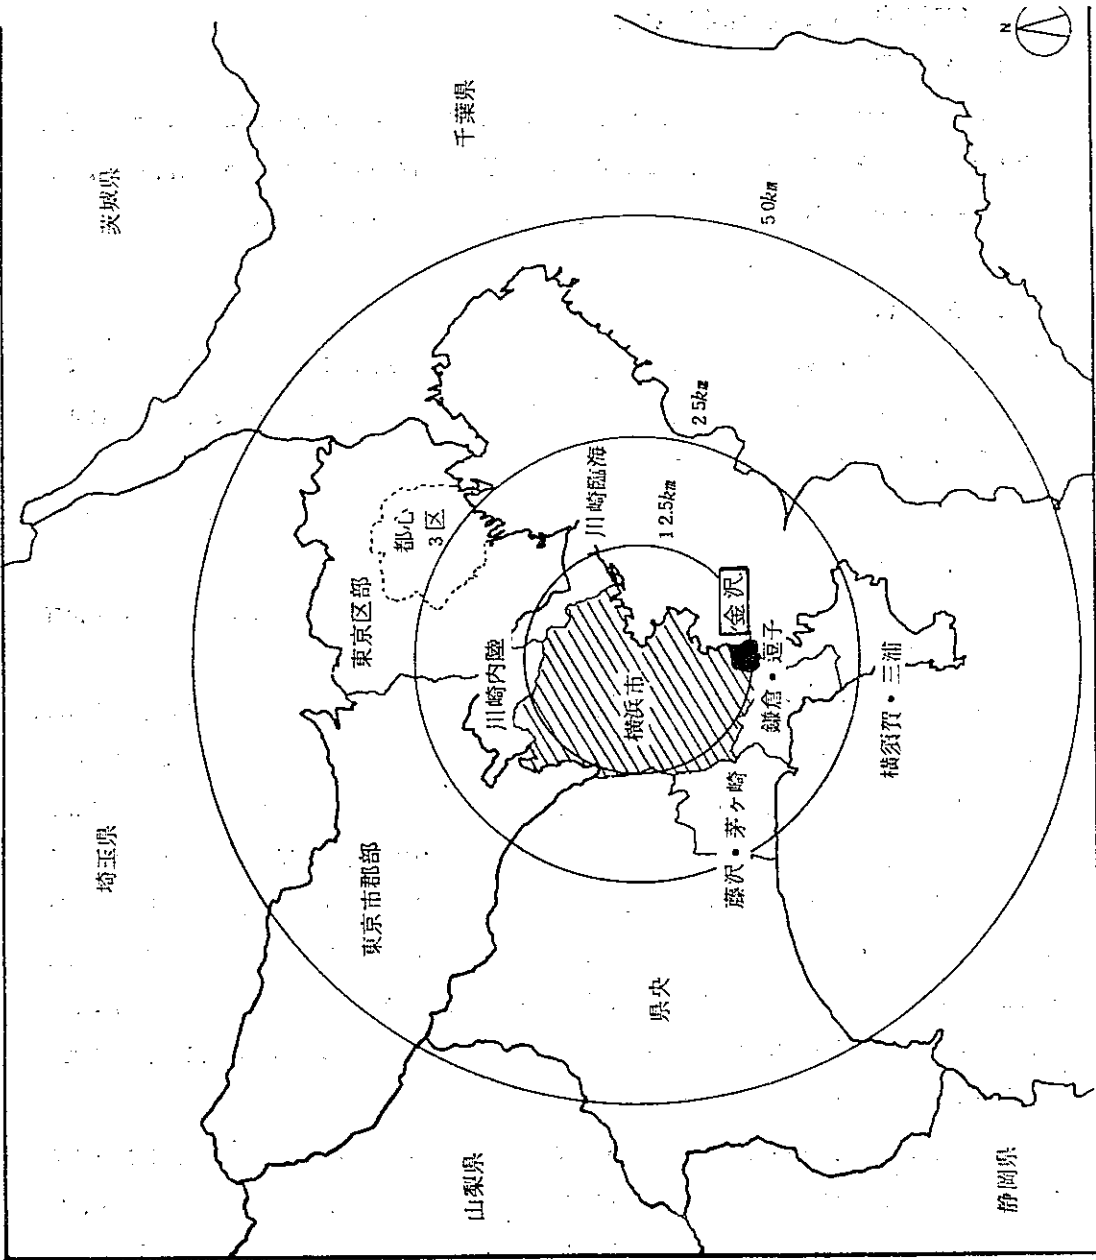 茨城県
千葉県
埼玉県
東京区部
都心
3区
東京市郡部
川崎内陸
川崎臨海
横浜市
金沢
鎌倉・逗子
藤沢・茅ヶ崎
横須賀・三浦
県央
山梨県
静岡県
12.5km
25km
50km
N